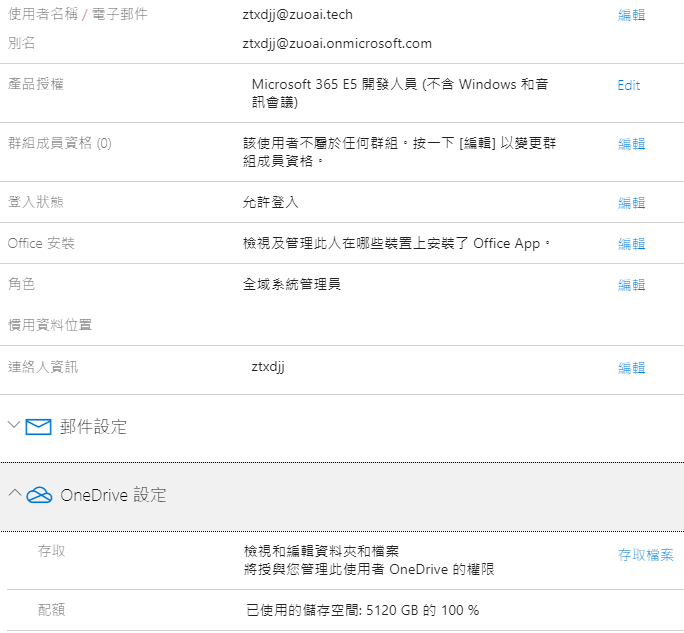 使用者名稱 / 電子郵件 ztxdjj@zuoai.tech 編輯
別名 ztxdjj@zuoai.onmicrosoft.com
產品授權 Microsoft 365 E5 開發人員 (不含 Windows 和音 Edit
訊會議)
群組成員資格 (0) 該使用者不屬於任何群組。按一下 [編輯] 以變更群 編輯
組成員資格。
登入狀態 允許登入 編輯
Office 安裝 檢視及管理此人在哪些裝置上安裝了 Office App。 編輯
角色 全域系統管理員 編輯
慣用資料位置
連絡人資訊 ztxdjj 編輯
郵件設定
OneDrive 設定
存取 檢視和編輯資料夾和檔案 存取檔案
將授與您管理此使用者 OneDrive 的權限
配額 已使用的儲存空間: 5120 GB 的 100 %